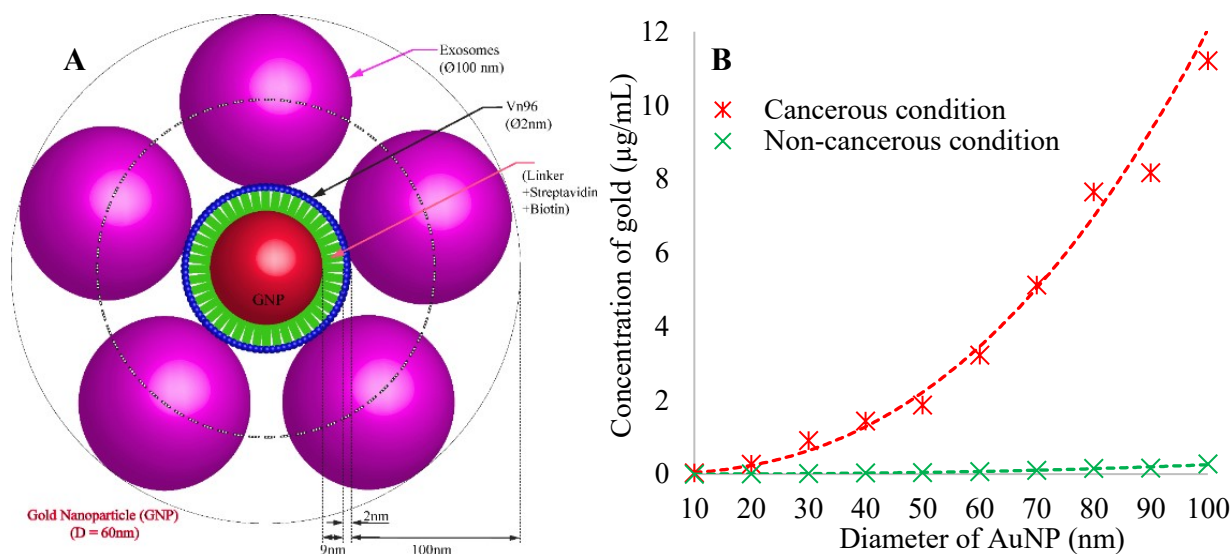 A
Exosomes
(Ø100 nm)
Vn96
(Ø2nm)
(Linker
+Streptavidin
+Biotin)
GNP
Gold Nanoparticle (GNP)
(D = 60nm)
2nm
9nm
100nm
B
Cancerous condition
Non-cancerous condition
Concentration of gold (µg/mL)
12
10
8
6
4
2
0
10 20 30 40 50 60 70 80 90 100
Diameter of AuNP (nm)